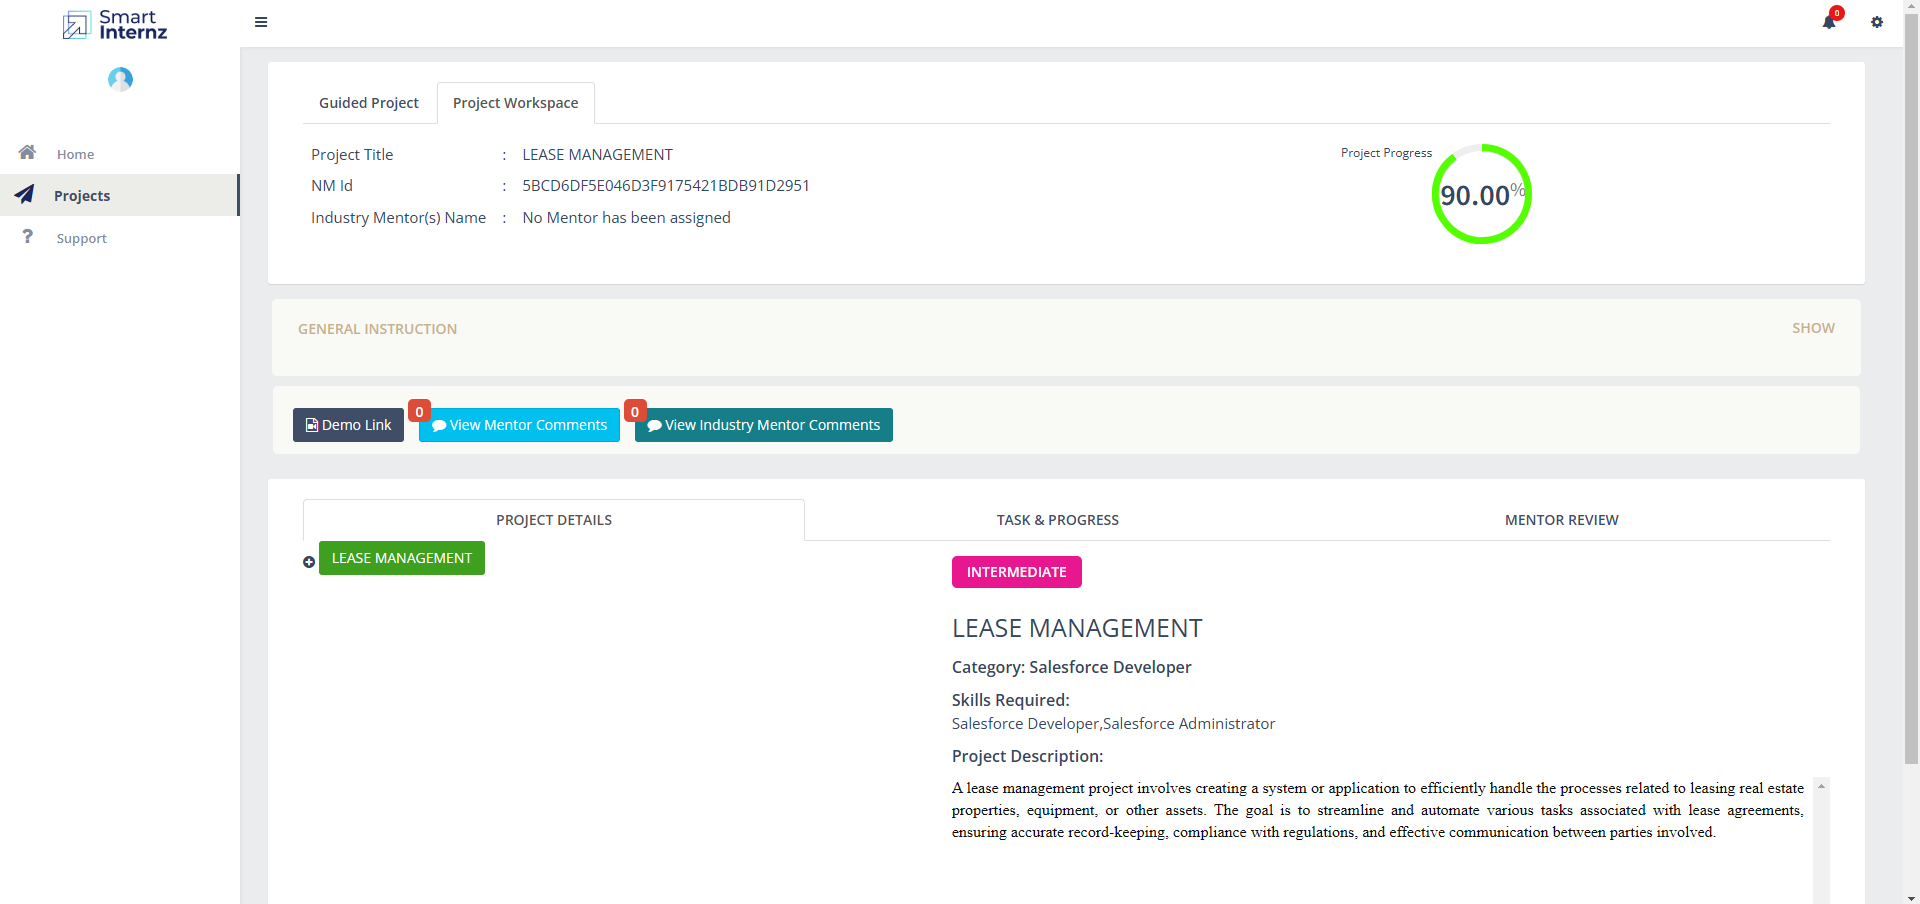 Smart
Internz
0
Home
Projects
Support
Guided Project
Project Workspace
Project Title : LEASE MANAGEMENT
NM Id : 5BCD6DF5E046D3F9175421BDB91D2951
Industry Mentor(s) Name : No Mentor has been assigned
Project Progress
90.00%
GENERAL INSTRUCTION
SHOW
Demo Link
0
View Mentor Comments
0
View Industry Mentor Comments
PROJECT DETAILS
TASK & PROGRESS
MENTOR REVIEW
LEASE MANAGEMENT
INTERMEDIATE
LEASE MANAGEMENT
Category: Salesforce Developer
Skills Required:
Salesforce Developer,Salesforce Administrator
Project Description:
A lease management project involves creating a system or application to efficiently handle the processes related to leasing real estate
properties, equipment, or other assets. The goal is to streamline and automate various tasks associated with lease agreements,
ensuring accurate record-keeping, compliance with regulations, and effective communication between parties involved.